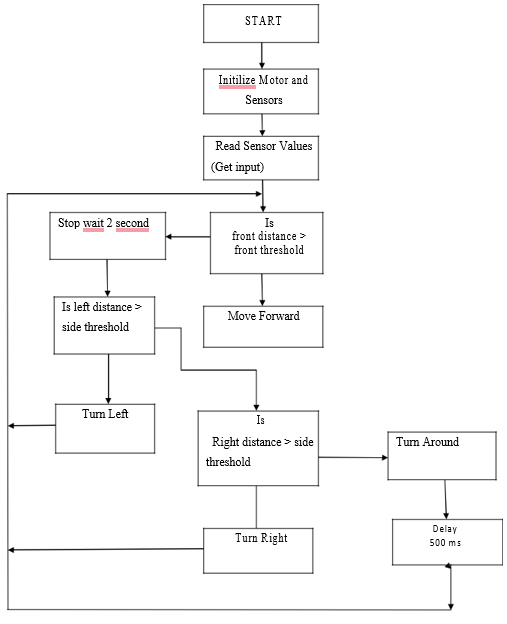 START
Initilize Motor and
Sensors
Read Sensor Values
(Get input)
Is
front distance >
front threshold
Stop wait 2 second
Move Forward
Is left distance >
side threshold
Turn Left
Is
Right distance > side
threshold
Turn Around
Turn Right
Delay
500 ms